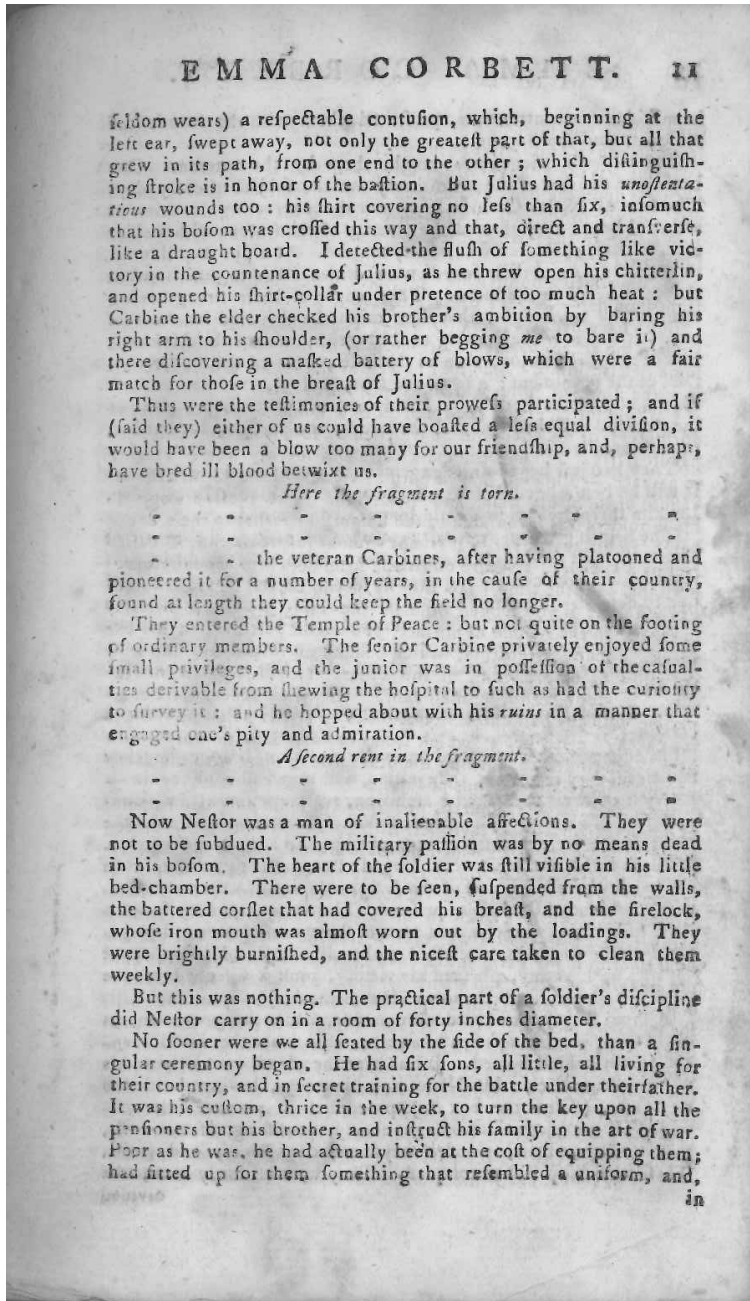 EMMA CORBETT. 11
ſeldom wears) a reſpectable contuſion, which, beginning at the
left ear, ſwept away, not only the greateſt part of that, but all that
grew in its path, from one end to the other ; which diſtinguiſh-
ing ſtroke is in honor of the baſtion. But Julius had his unoſtenta-
tious wounds too : his ſhirt covering no leſs than ſix, inſomuch
that his boſom was croſſed this way and that, direct and tranſverſe,
like a draught board. I detected the fluſh of ſomething like vic-
tory in the countenance of Julius, as he threw open his chitterlin,
and opened his ſhirt-collar under pretence of too much heat : but
Carbine the elder checked his brother's ambition by baring his
right arm to his ſhoulder, (or rather begging me to bare it) and
there diſcovering a maſked battery of blows, which were a fair
match for thoſe in the breaſt of Julius.
Thus were the teſtimonies of their proweſs participated ; and if
(ſaid they) either of us could have boaſted a leſs equal diviſion, it
would have been a blow too many for our friendſhip, and, perhaps,
have bred ill blood betwixt us.
Here the fragment is torn.
- - - - - - - -
- - - - - - - -
- - the veteran Carbines, after having platooned and
pioneered it for a number of years, in the cauſe of their country,
found at length they could keep the field no longer.
They entered the Temple of Peace : but not quite on the footing
of ordinary members. The ſenior Carbine privately enjoyed ſome
ſmall privileges, and the junior was in poſſeſſion of the caſual-
ties derivable from ſhewing the hoſpital to ſuch as had the curioſity
to ſurvey it : and he hopped about with his ruins in a manner that
engaged one's pity and admiration.
A ſecond rent in the fragment.
- - - - - - - -
- - - - - - - -
Now Neſtor was a man of inalienable affections. They were
not to be ſubdued. The military paſſion was by no means dead
in his boſom. The heart of the ſoldier was ſtill viſible in his little
bed-chamber. There were to be ſeen, ſuſpended from the walls,
the battered corſlet that had covered his breaſt, and the firelock,
whoſe iron mouth was almoſt worn out by the loadings. They
were brightly burniſhed, and the niceſt care taken to clean them
weekly.
But this was nothing. The practical part of a ſoldier's diſcipline
did Neſtor carry on in a room of forty inches diameter.
No ſooner were we all ſeated by the ſide of the bed, than a ſin-
gular ceremony began. He had ſix ſons, all little, all living for
their country, and in ſecret training for the battle under their father.
It was his cuſtom, thrice in the week, to turn the key upon all the
penſioners but his brother, and inſtruct his family in the art of war.
Poor as he was, he had actually been at the coſt of equipping them;
had fitted up for them ſomething that reſembled a uniform, and,
in